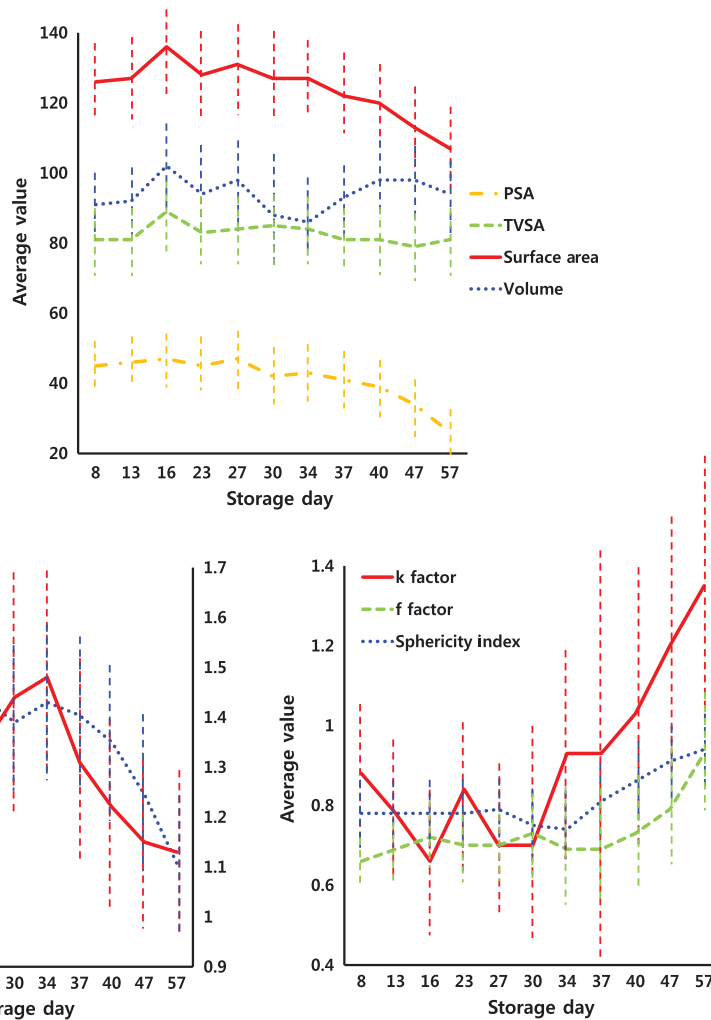 140
120
100
80
60
40
20
Average value
8 13 16 23 27 30 34 37 40 47 57
Storage day
PSA
TVSA
Surface area
Volume
1.7
1.6
1.5
1.4
1.3
1.2
1.1
1
0.9
30 34 37 40 47 57
rage day
1.4
1.2
1
0.8
0.6
0.4
Average value
k factor
f factor
Sphericity index
8 13 16 23 27 30 34 37 40 47 57
Storage day